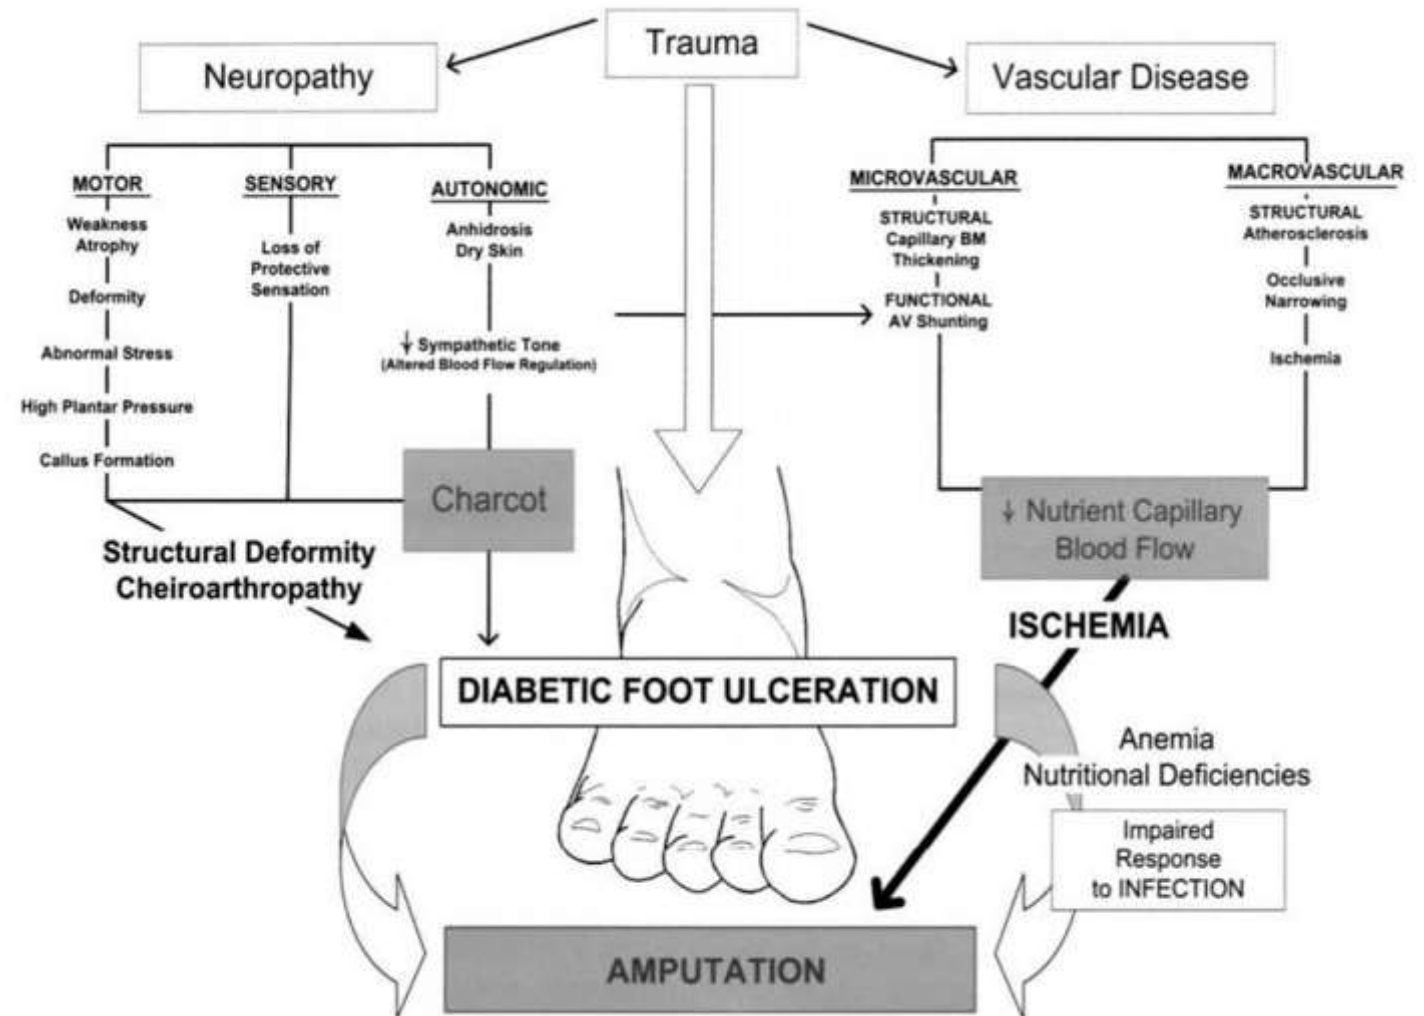 Trauma
Neuropathy
Vascular Disease
MOTOR
Weakness
Atrophy
Deformity
Abnormal Stress
High Plantar Pressure
Callus Formation
SENSORY
Loss of
Protective
Sensation
AUTONOMIC
Anhidrosis
Dry Skin
↓ Sympathetic Tone
(Altered Blood Flow Regulation)
MICROVASCULAR
STRUCTURAL
Capillary BM
Thickening
FUNCTIONAL
AV Shunting
MACROVASCULAR
STRUCTURAL
Atherosclerosis
Occlusive
Narrowing
Ischemia
Charcot
↓ Nutrient Capillary
Blood Flow
Structural Deformity
Cheiroarthropathy
ISCHEMIA
DIABETIC FOOT ULCERATION
Anemia
Nutritional Deficiencies
Impaired
Response
to INFECTION
AMPUTATION